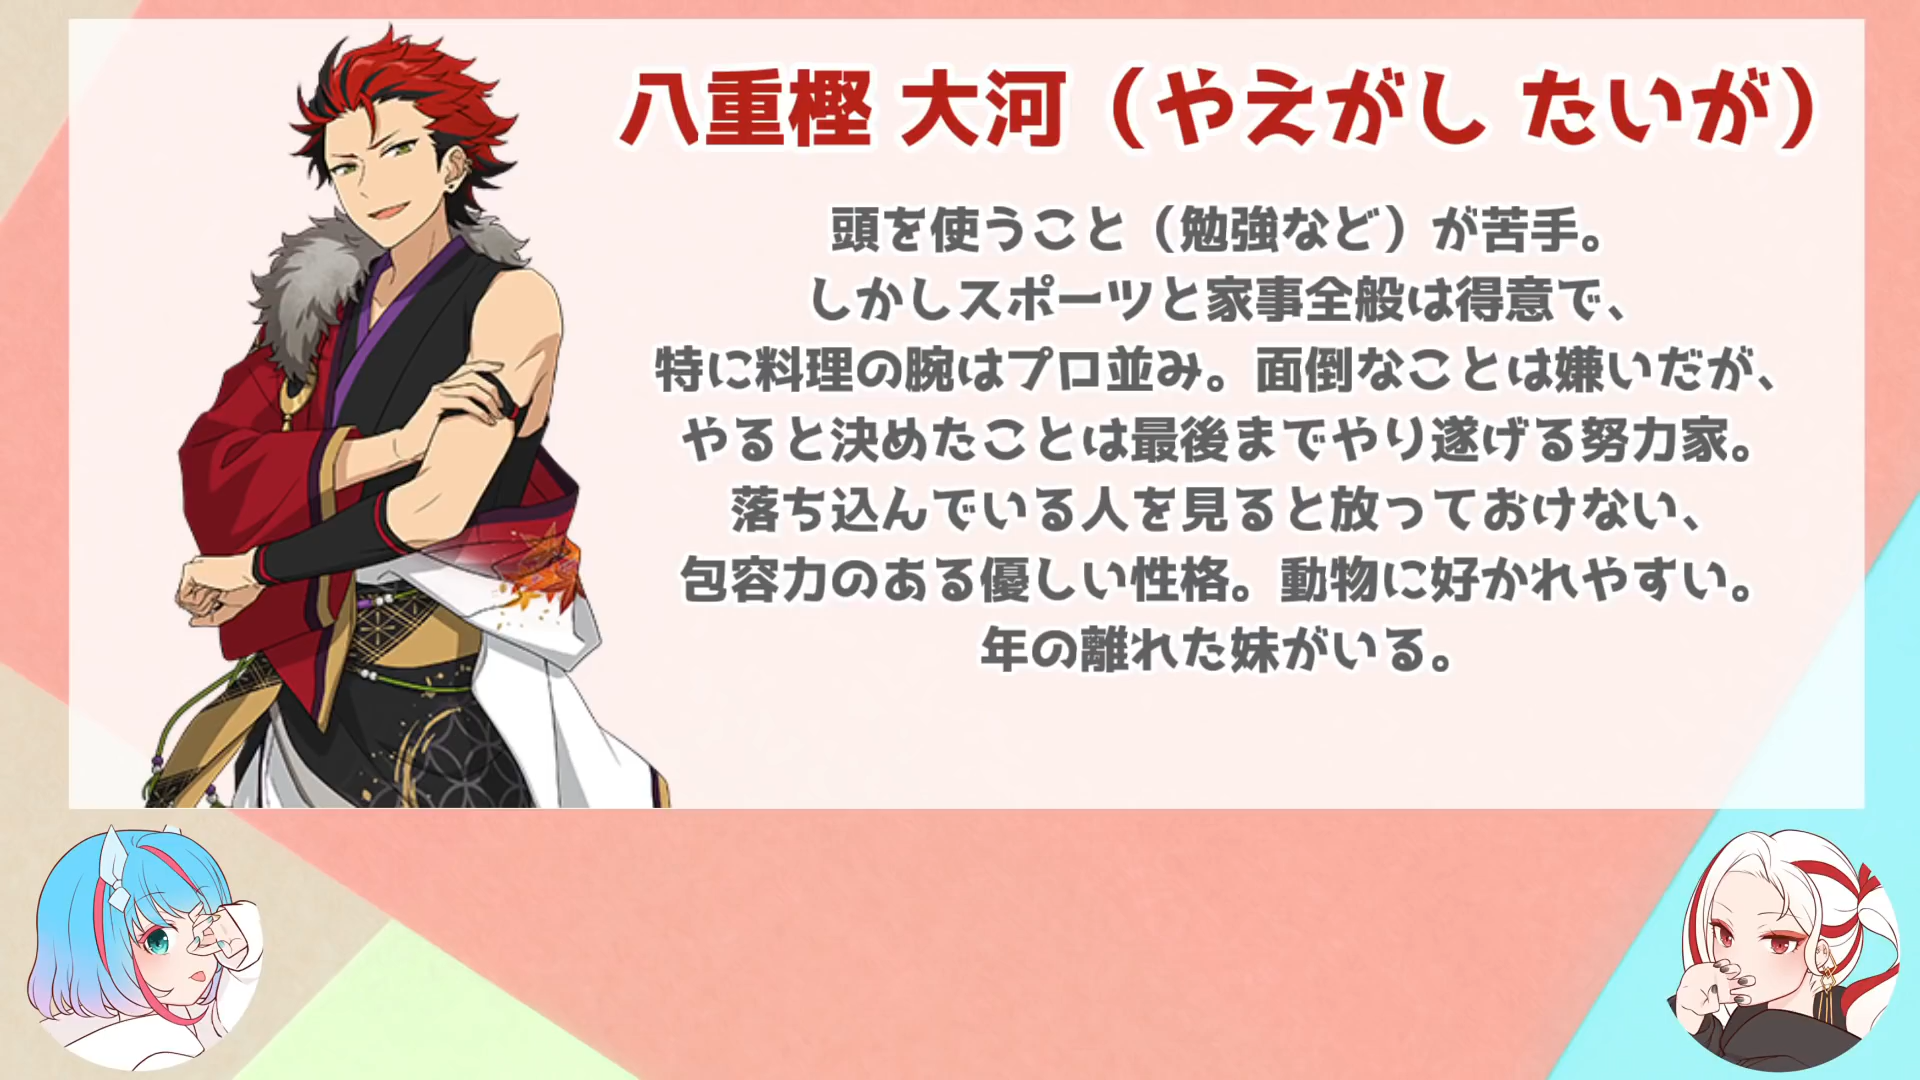 八重樫 大河（やえがし たいが）
頭を使うこと（勉強など）が苦手。
しかしスポーツと家事全般は得意で、
特に料理の腕はプロ並み。面倒なことは嫌いだが、
やると決めたことは最後までやり遂げる努力家。
落ち込んでいる人を見ると放っておけない、
包容力のある優しい性格。動物に好かれやすい。
年の離れた妹がいる。